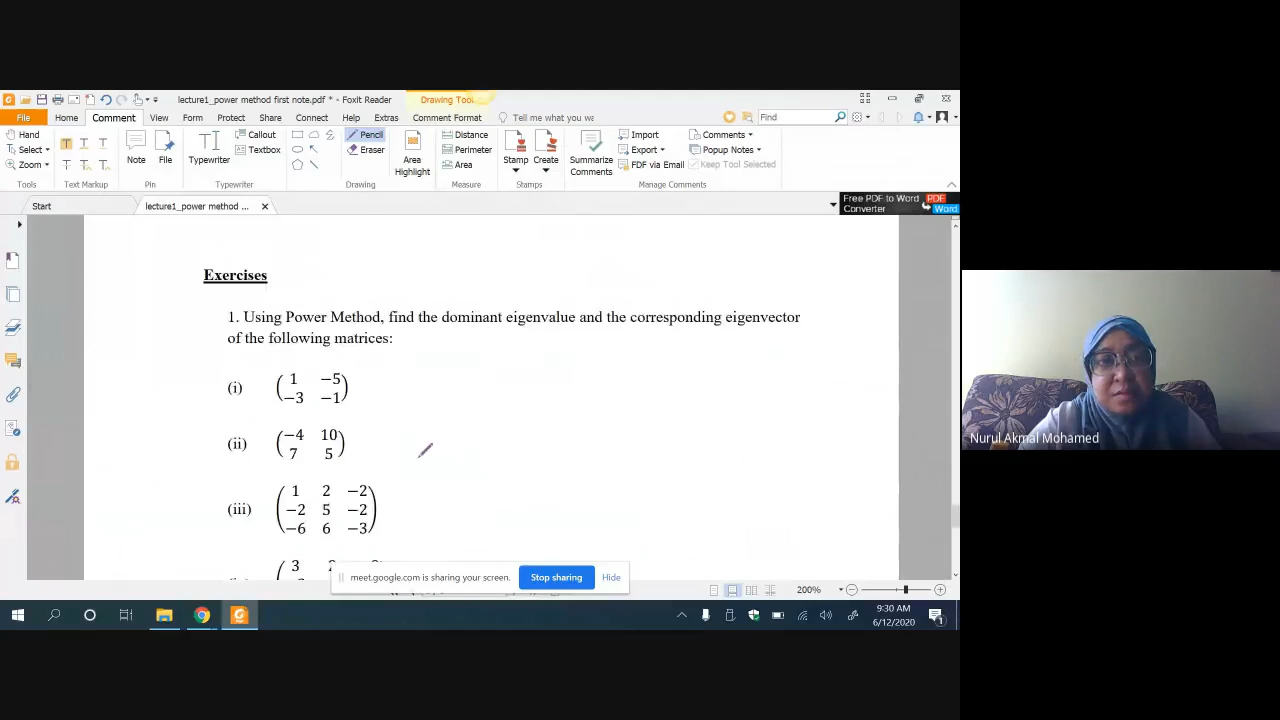 lecture1_power method first note.pdf * - Foxit Reader
Drawing Tools
File Home Comment View Form Protect Share Connect Help Extras Comment Format Tell me what you wa Find
Hand Select Zoom Tools
Text Markup
Note File Pin
Typewriter Callout Textbox Typewriter
Pencil Eraser Area Highlight Drawing
Distance Perimeter Area Measure
Stamp Create Stamps
Summarize Comments Import Export FDF via Email Comments Popup Notes Keep Tool Selected Manage Comments
Start lecture1_power method ...
Free PDF to Word Converter PDF Word
Exercises
1. Using Power Method, find the dominant eigenvalue and the corresponding eigenvector
of the following matrices:
(i) 1 −5
−3 −1
(ii) −4 10
7 5
(iii) 1 2 −2
−2 5 −2
−6 6 −3
3
meet.google.com is sharing your screen. Stop sharing Hide
200%
9:30 AM
6/12/2020
Nurul Akmal Mohamed